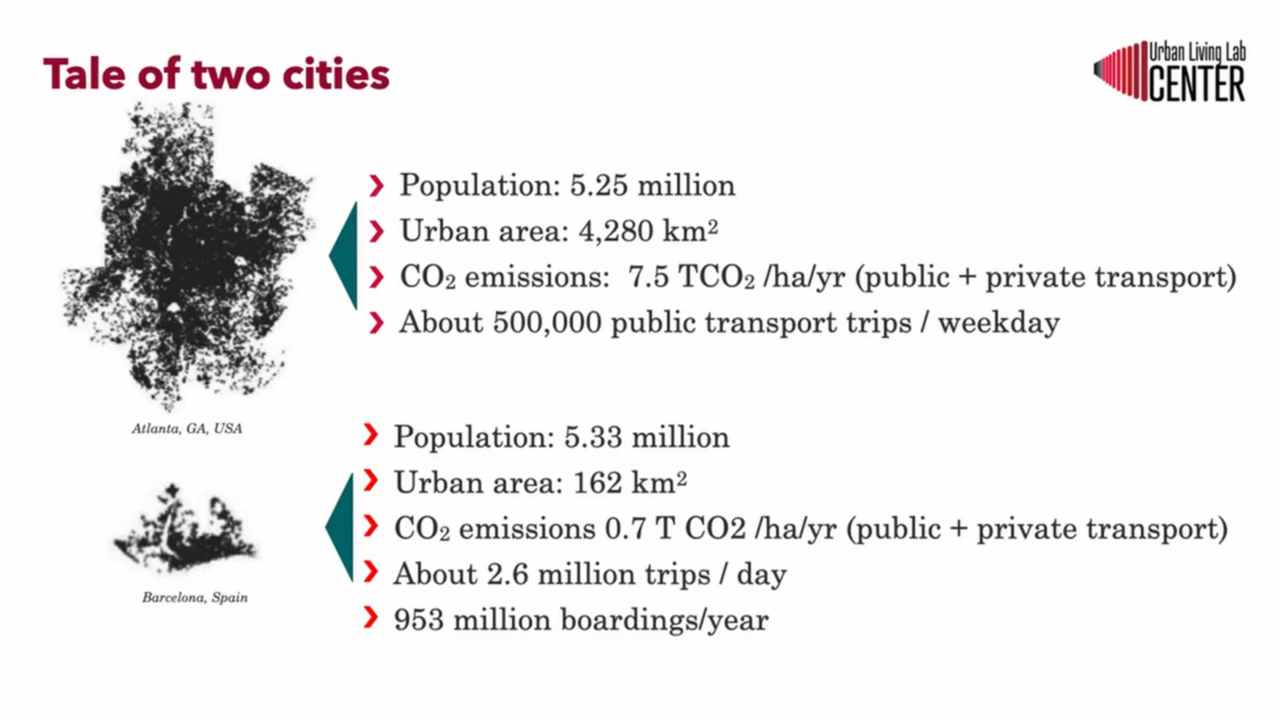 Tale of two cities
Urban Living Lab
CENTER
Population: 5.25 million
Urban area: 4,280 km²
CO₂ emissions:  7.5 TCO₂ /ha/yr (public + private transport)
About 500,000 public transport trips / weekday
Atlanta, GA, USA
Population: 5.33 million
Urban area: 162 km²
CO₂ emissions 0.7 T CO2 /ha/yr (public + private transport)
About 2.6 million trips / day
953 million boardings/year
Barcelona, Spain